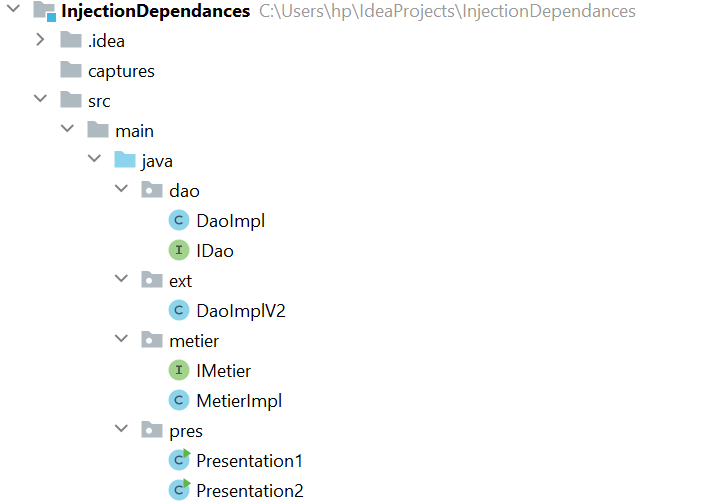 InjectionDependances C:\Users\hp\IdeaProjects\InjectionDependances
.idea
captures
src
main
java
dao
C DaoImpl
I IDao
ext
C DaoImplV2
metier
I IMetier
C MetierImpl
pres
C Presentation1
C Presentation2